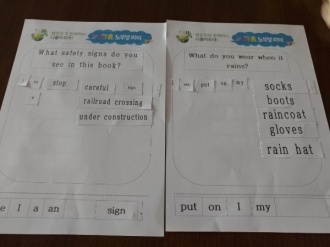 What safety signs do you
see in this book?
stop
careful
railroad crossing
under construction
e I a an
sign
What do you wear when it
rains?
put on my
socks
boots
raincoat
gloves
rain hat
put on I my